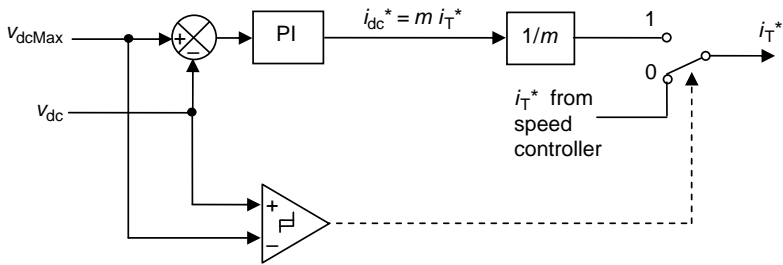 v_dcMax
+
−
PI
i_dc* = m i_T*
1/m
1
0
i_T*
v_dc
i_T* from
speed
controller
+
−